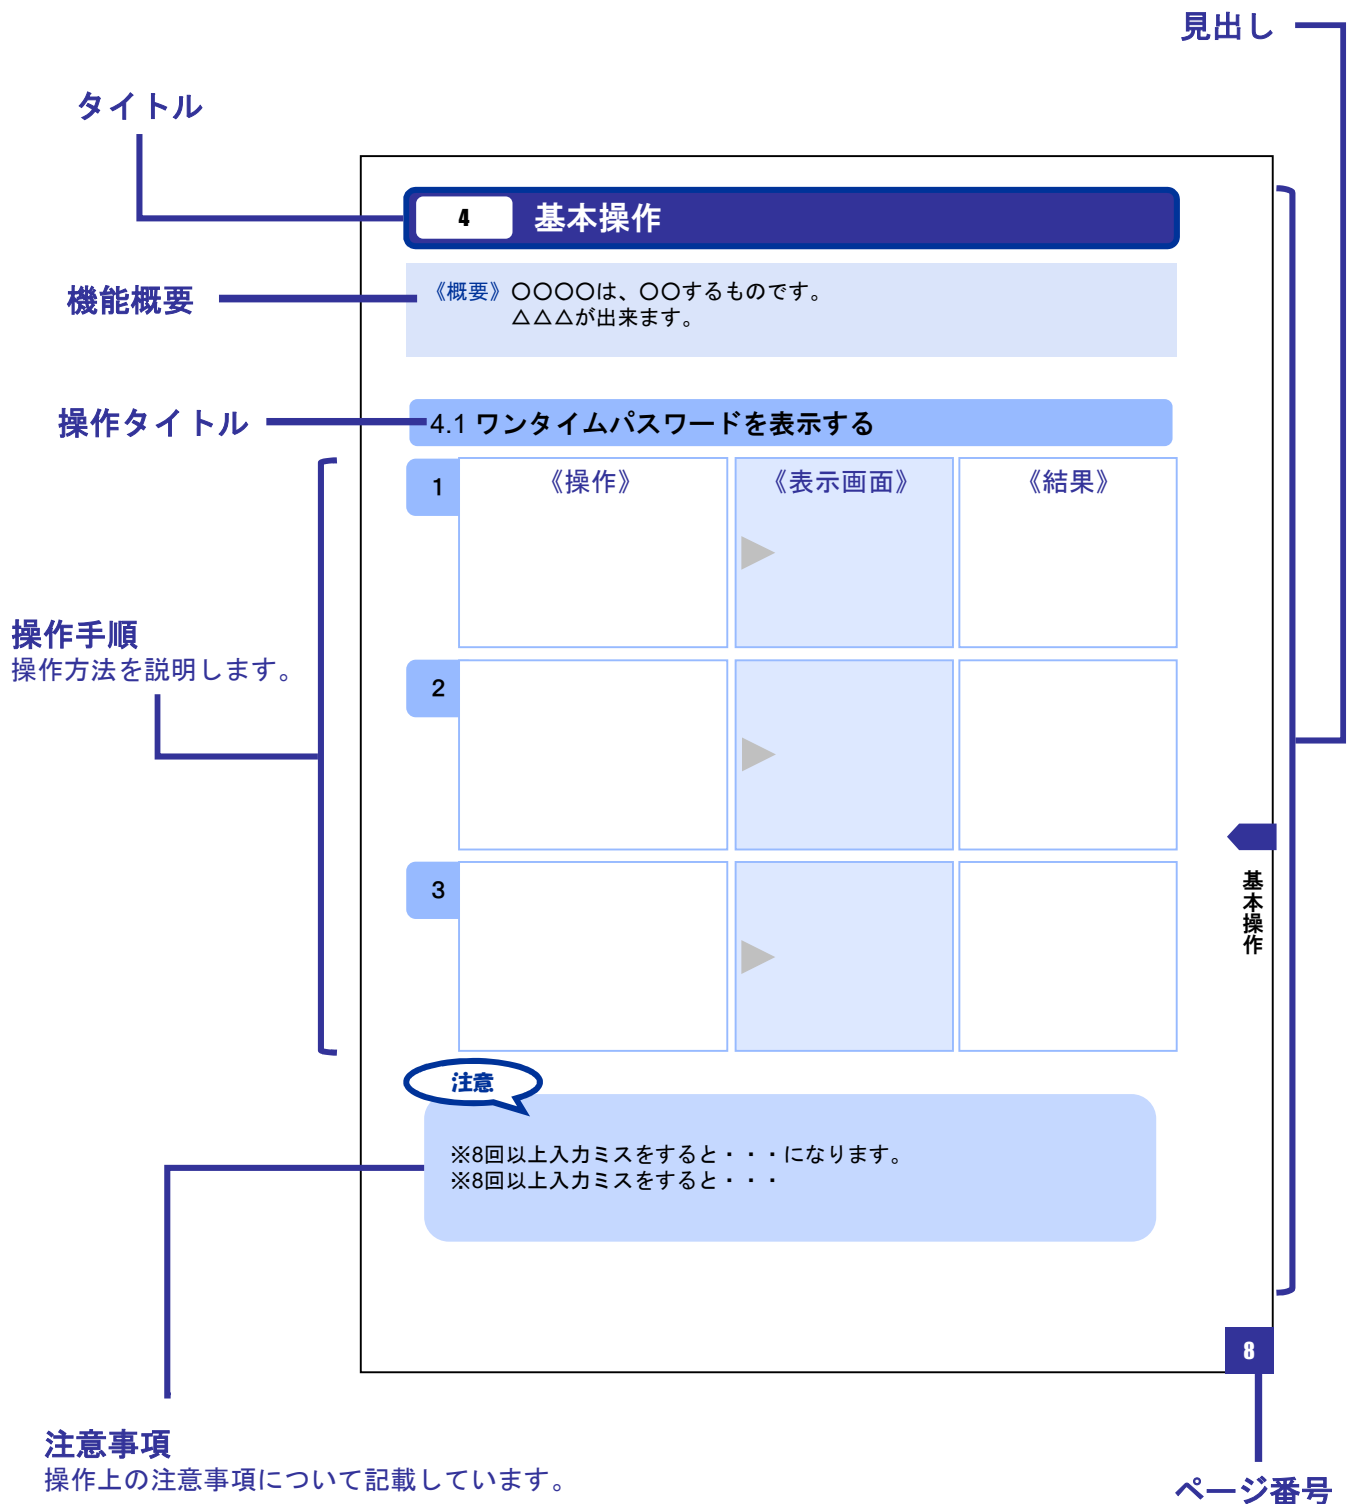 見出し
タイトル
4 基本操作
機能概要
《概要》〇〇〇〇は、〇〇するものです。
△△△が出来ます。
操作タイトル
4.1 ワンタイムパスワードを表示する
1 《操作》 《表示画面》 《結果》
操作手順
操作方法を説明します。
2
3
基本操作
注意
※8回以上入力ミスをすると・・・になります。
※8回以上入力ミスをすると・・・
8
注意事項
操作上の注意事項について記載しています。
ページ番号